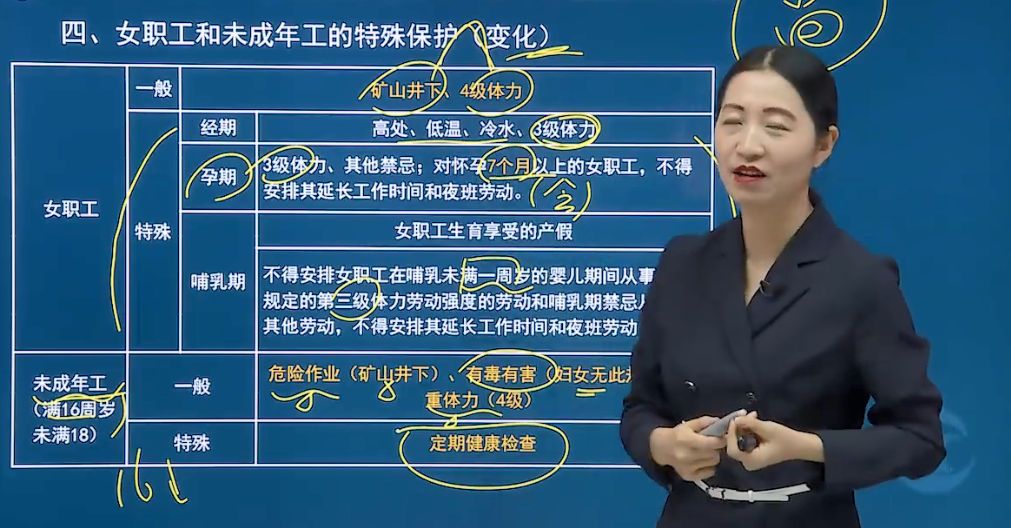 四、女职工和未成年工的特殊保护（变化）
女职工
一般
矿山井下、4级体力
特殊
经期
高处、低温、冷水、3级体力
孕期
3级体力、其他禁忌；对怀孕7个月以上的女职工，不得
安排其延长工作时间和夜班劳动。
(含)
哺乳期
女职工生育享受的产假
不得安排女职工在哺乳未满一周岁的婴儿期间从事
规定的第三级体力劳动强度的劳动和哺乳期禁忌
其他劳动，不得安排其延长工作时间和夜班劳动
未成年工
（满16周岁
未满18）
一般
危险作业（矿山井下）、有毒有害（妇女无此
重体力（4级）
特殊
定期健康检查
16